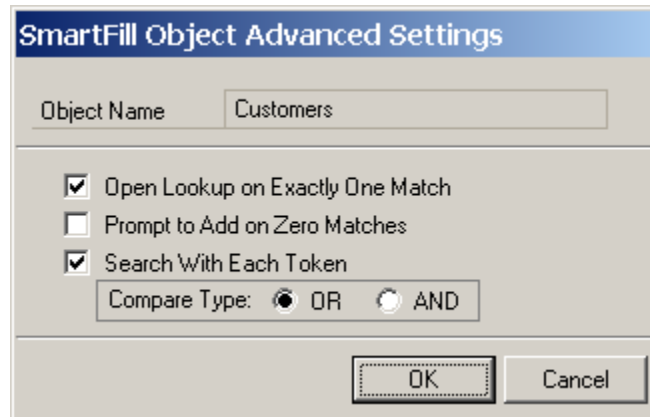 SmartFill Object Advanced Settings
Object Name Customers
Open Lookup on Exactly One Match
Prompt to Add on Zero Matches
Search With Each Token
Compare Type: OR AND
OK Cancel